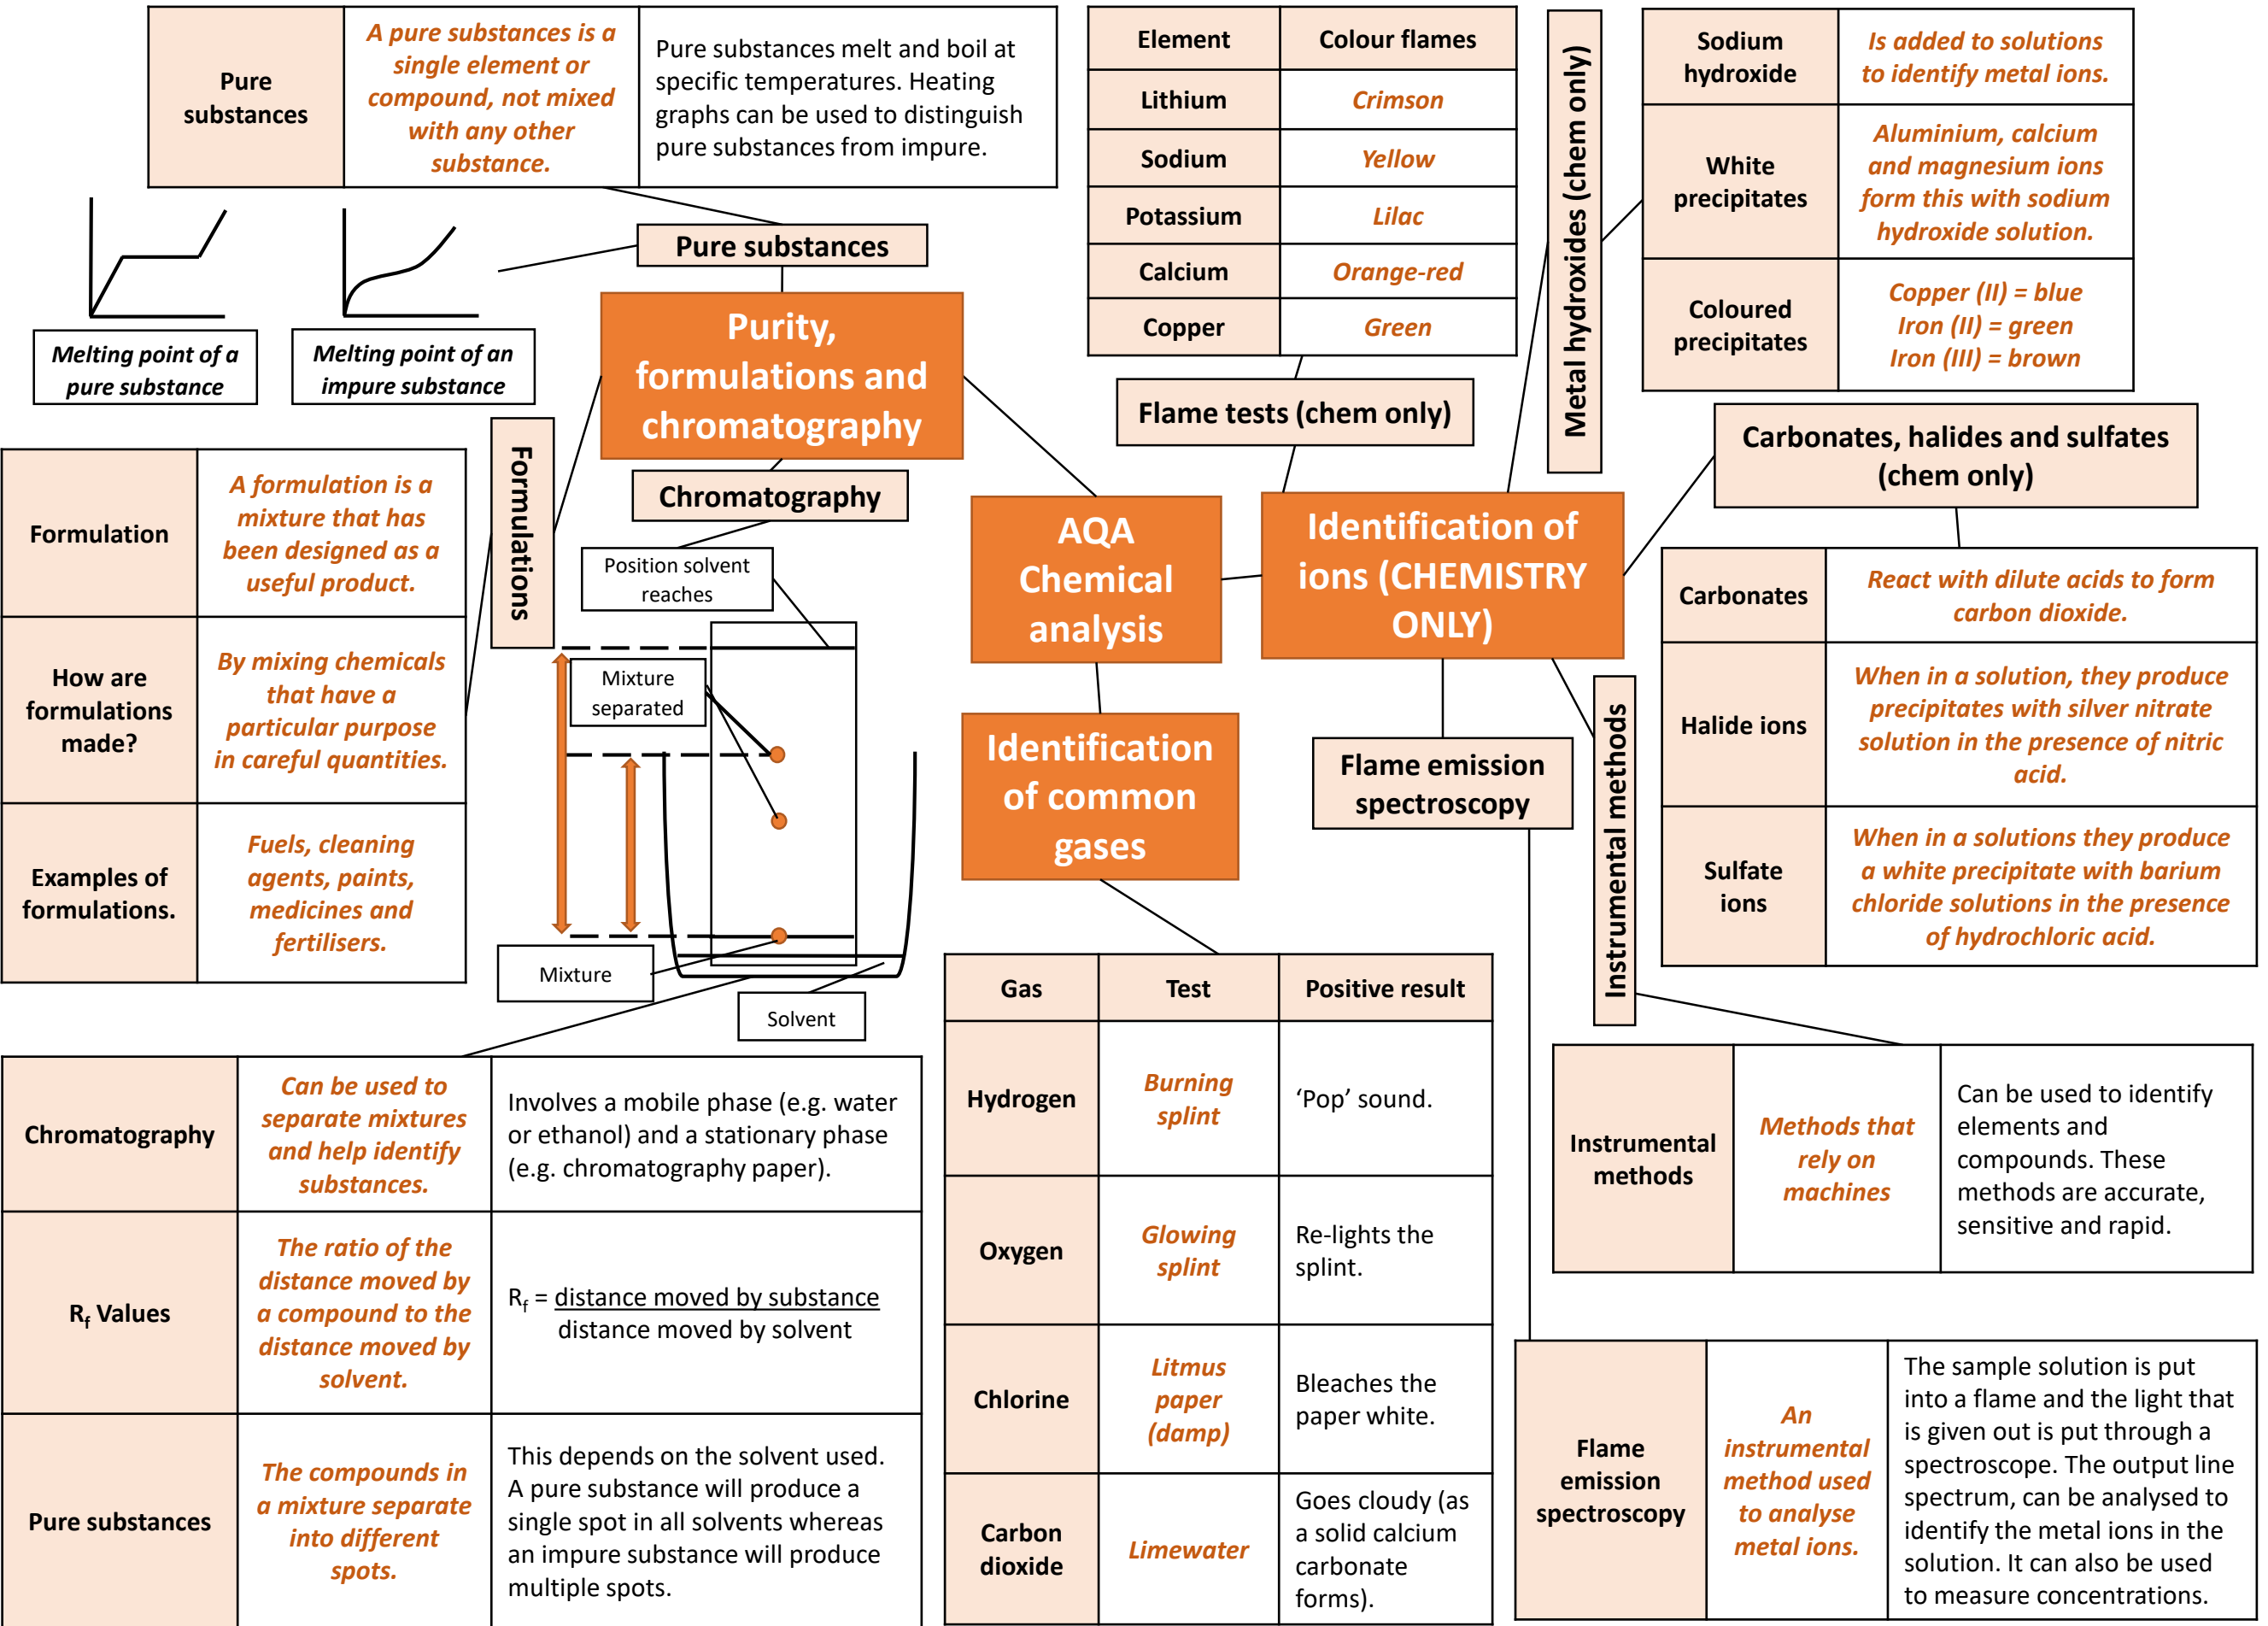 Pure
substances
A pure substances is a
single element or
compound, not mixed
with any other
substance.
Pure substances melt and boil at
specific temperatures. Heating
graphs can be used to distinguish
pure substances from impure.
Pure substances
Melting point of a
pure substance
Melting point of an
impure substance
Purity,
formulations and
chromatography
Formulations
Formulation
A formulation is a
mixture that has
been designed as a
useful product.
How are
formulations
made?
By mixing chemicals
that have a
particular purpose
in careful quantities.
Examples of
formulations.
Fuels, cleaning
agents, paints,
medicines and
fertilisers.
Chromatography
Position solvent
reaches
Mixture
separated
Mixture
Solvent
Chromatography
Can be used to
separate mixtures
and help identify
substances.
Involves a mobile phase (e.g. water
or ethanol) and a stationary phase
(e.g. chromatography paper).
Rf Values
The ratio of the
distance moved by
a compound to the
distance moved by
solvent.
Rf = distance moved by substance
distance moved by solvent
Pure substances
The compounds in
a mixture separate
into different
spots.
This depends on the solvent used.
A pure substance will produce a
single spot in all solvents whereas
an impure substance will produce
multiple spots.
AQA
Chemical
analysis
Identification
of common
gases
Gas Test Positive result
Hydrogen
Burning
splint
‘Pop’ sound.
Oxygen
Glowing
splint
Re-lights the
splint.
Chlorine
Litmus
paper
(damp)
Bleaches the
paper white.
Carbon
dioxide
Limewater
Goes cloudy (as
a solid calcium
carbonate
forms).
Element Colour flames
Lithium Crimson
Sodium Yellow
Potassium Lilac
Calcium Orange-red
Copper Green
Flame tests (chem only)
Identification of
ions (CHEMISTRY
ONLY)
Metal hydroxides (chem only)
Sodium
hydroxide
Is added to solutions
to identify metal ions.
White
precipitates
Aluminium, calcium
and magnesium ions
form this with sodium
hydroxide solution.
Coloured
precipitates
Copper (II) = blue
Iron (II) = green
Iron (III) = brown
Carbonates, halides and sulfates
(chem only)
Carbonates
React with dilute acids to form
carbon dioxide.
Halide ions
When in a solution, they produce
precipitates with silver nitrate
solution in the presence of nitric
acid.
Sulfate
ions
When in a solutions they produce
a white precipitate with barium
chloride solutions in the presence
of hydrochloric acid.
Flame emission
spectroscopy
Instrumental methods
Instrumental
methods
Methods that
rely on
machines
Can be used to identify
elements and
compounds. These
methods are accurate,
sensitive and rapid.
Flame
emission
spectroscopy
An
instrumental
method used
to analyse
metal ions.
The sample solution is put
into a flame and the light that
is given out is put through a
spectroscope. The output line
spectrum, can be analysed to
identify the metal ions in the
solution. It can also be used
to measure concentrations.